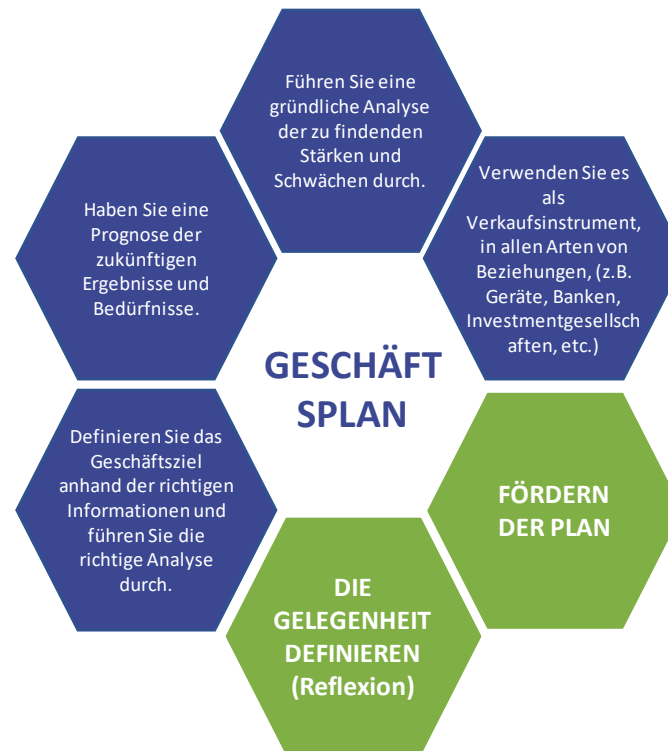 Führen Sie eine
gründliche Analyse
der zu findenden
Stärken und
Schwächen durch.
Verwenden Sie es
als
Verkaufsinstrument,
in allen Arten von
Beziehungen, (z.B.
Geräte, Banken,
Investmentgesellsch
aften, etc.)
Haben Sie eine
Prognose der
zukünftigen
Ergebnisse und
Bedürfnisse.
GESCHÄFT
SPLAN
Definieren Sie das
Geschäftsziel
anhand der richtigen
Informationen und
führen Sie die
richtige Analyse
durch.
FÖRDERN
DER PLAN
DIE
GELEGENHEIT
DEFINIEREN
(Reflexion)